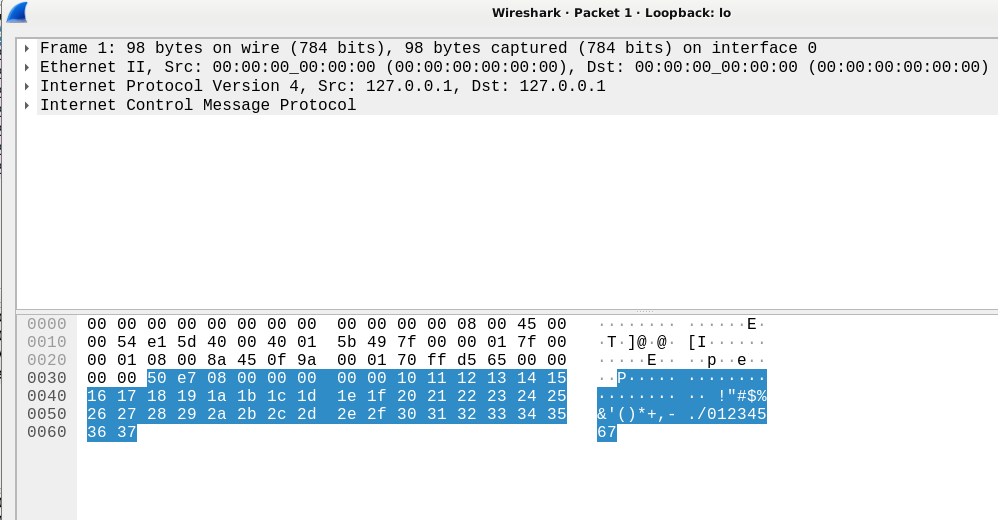 Wireshark · Packet 1 · Loopback: lo
Frame 1: 98 bytes on wire (784 bits), 98 bytes captured (784 bits) on interface 0
Ethernet II, Src: 00:00:00_00:00:00 (00:00:00:00:00:00), Dst: 00:00:00_00:00:00 (00:00:00:00:00:00)
Internet Protocol Version 4, Src: 127.0.0.1, Dst: 127.0.0.1
Internet Control Message Protocol
0000 00 00 00 00 00 00 00 00 00 00 00 00 08 00 45 00 ········ ······E·
0010 00 54 e1 5d 40 00 40 01 5b 49 7f 00 00 01 7f 00 ·T·]@·@· [I······
0020 00 01 08 00 8a 45 0f 9a 00 01 70 ff d5 65 00 00 ·····E·· ··p··e··
0030 00 00 50 e7 08 00 00 00 00 00 10 11 12 13 14 15 ··P····· ········
0040 16 17 18 19 1a 1b 1c 1d 1e 1f 20 21 22 23 24 25 ········ ·· !"#$%
0050 26 27 28 29 2a 2b 2c 2d 2e 2f 30 31 32 33 34 35 &'()*+,- ./012345
0060 36 37 67